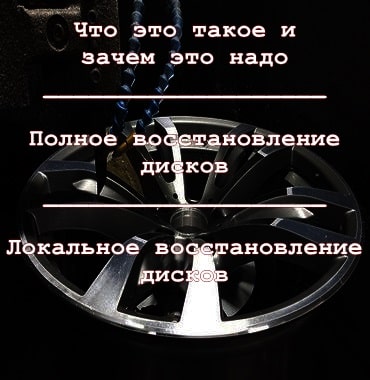 Что это такое и
зачем это надо
Полное восстановление
дисков
Локальное восстановление
дисков